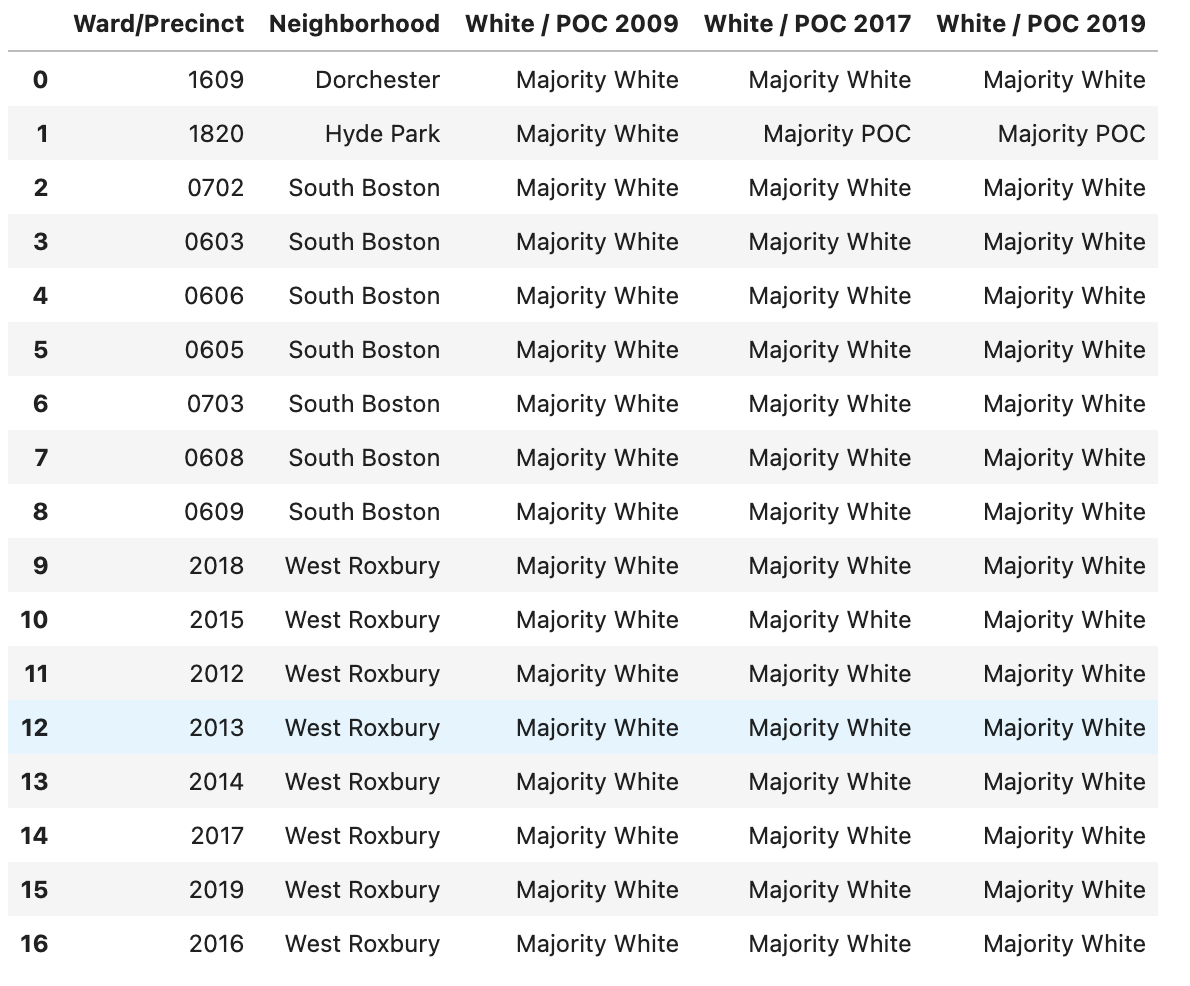 Ward/Precinct Neighborhood White / POC 2009 White / POC 2017 White / POC 2019
0 1609 Dorchester Majority White Majority White Majority White
1 1820 Hyde Park Majority White Majority POC Majority POC
2 0702 South Boston Majority White Majority White Majority White
3 0603 South Boston Majority White Majority White Majority White
4 0606 South Boston Majority White Majority White Majority White
5 0605 South Boston Majority White Majority White Majority White
6 0703 South Boston Majority White Majority White Majority White
7 0608 South Boston Majority White Majority White Majority White
8 0609 South Boston Majority White Majority White Majority White
9 2018 West Roxbury Majority White Majority White Majority White
10 2015 West Roxbury Majority White Majority White Majority White
11 2012 West Roxbury Majority White Majority White Majority White
12 2013 West Roxbury Majority White Majority White Majority White
13 2014 West Roxbury Majority White Majority White Majority White
14 2017 West Roxbury Majority White Majority White Majority White
15 2019 West Roxbury Majority White Majority White Majority White
16 2016 West Roxbury Majority White Majority White Majority White